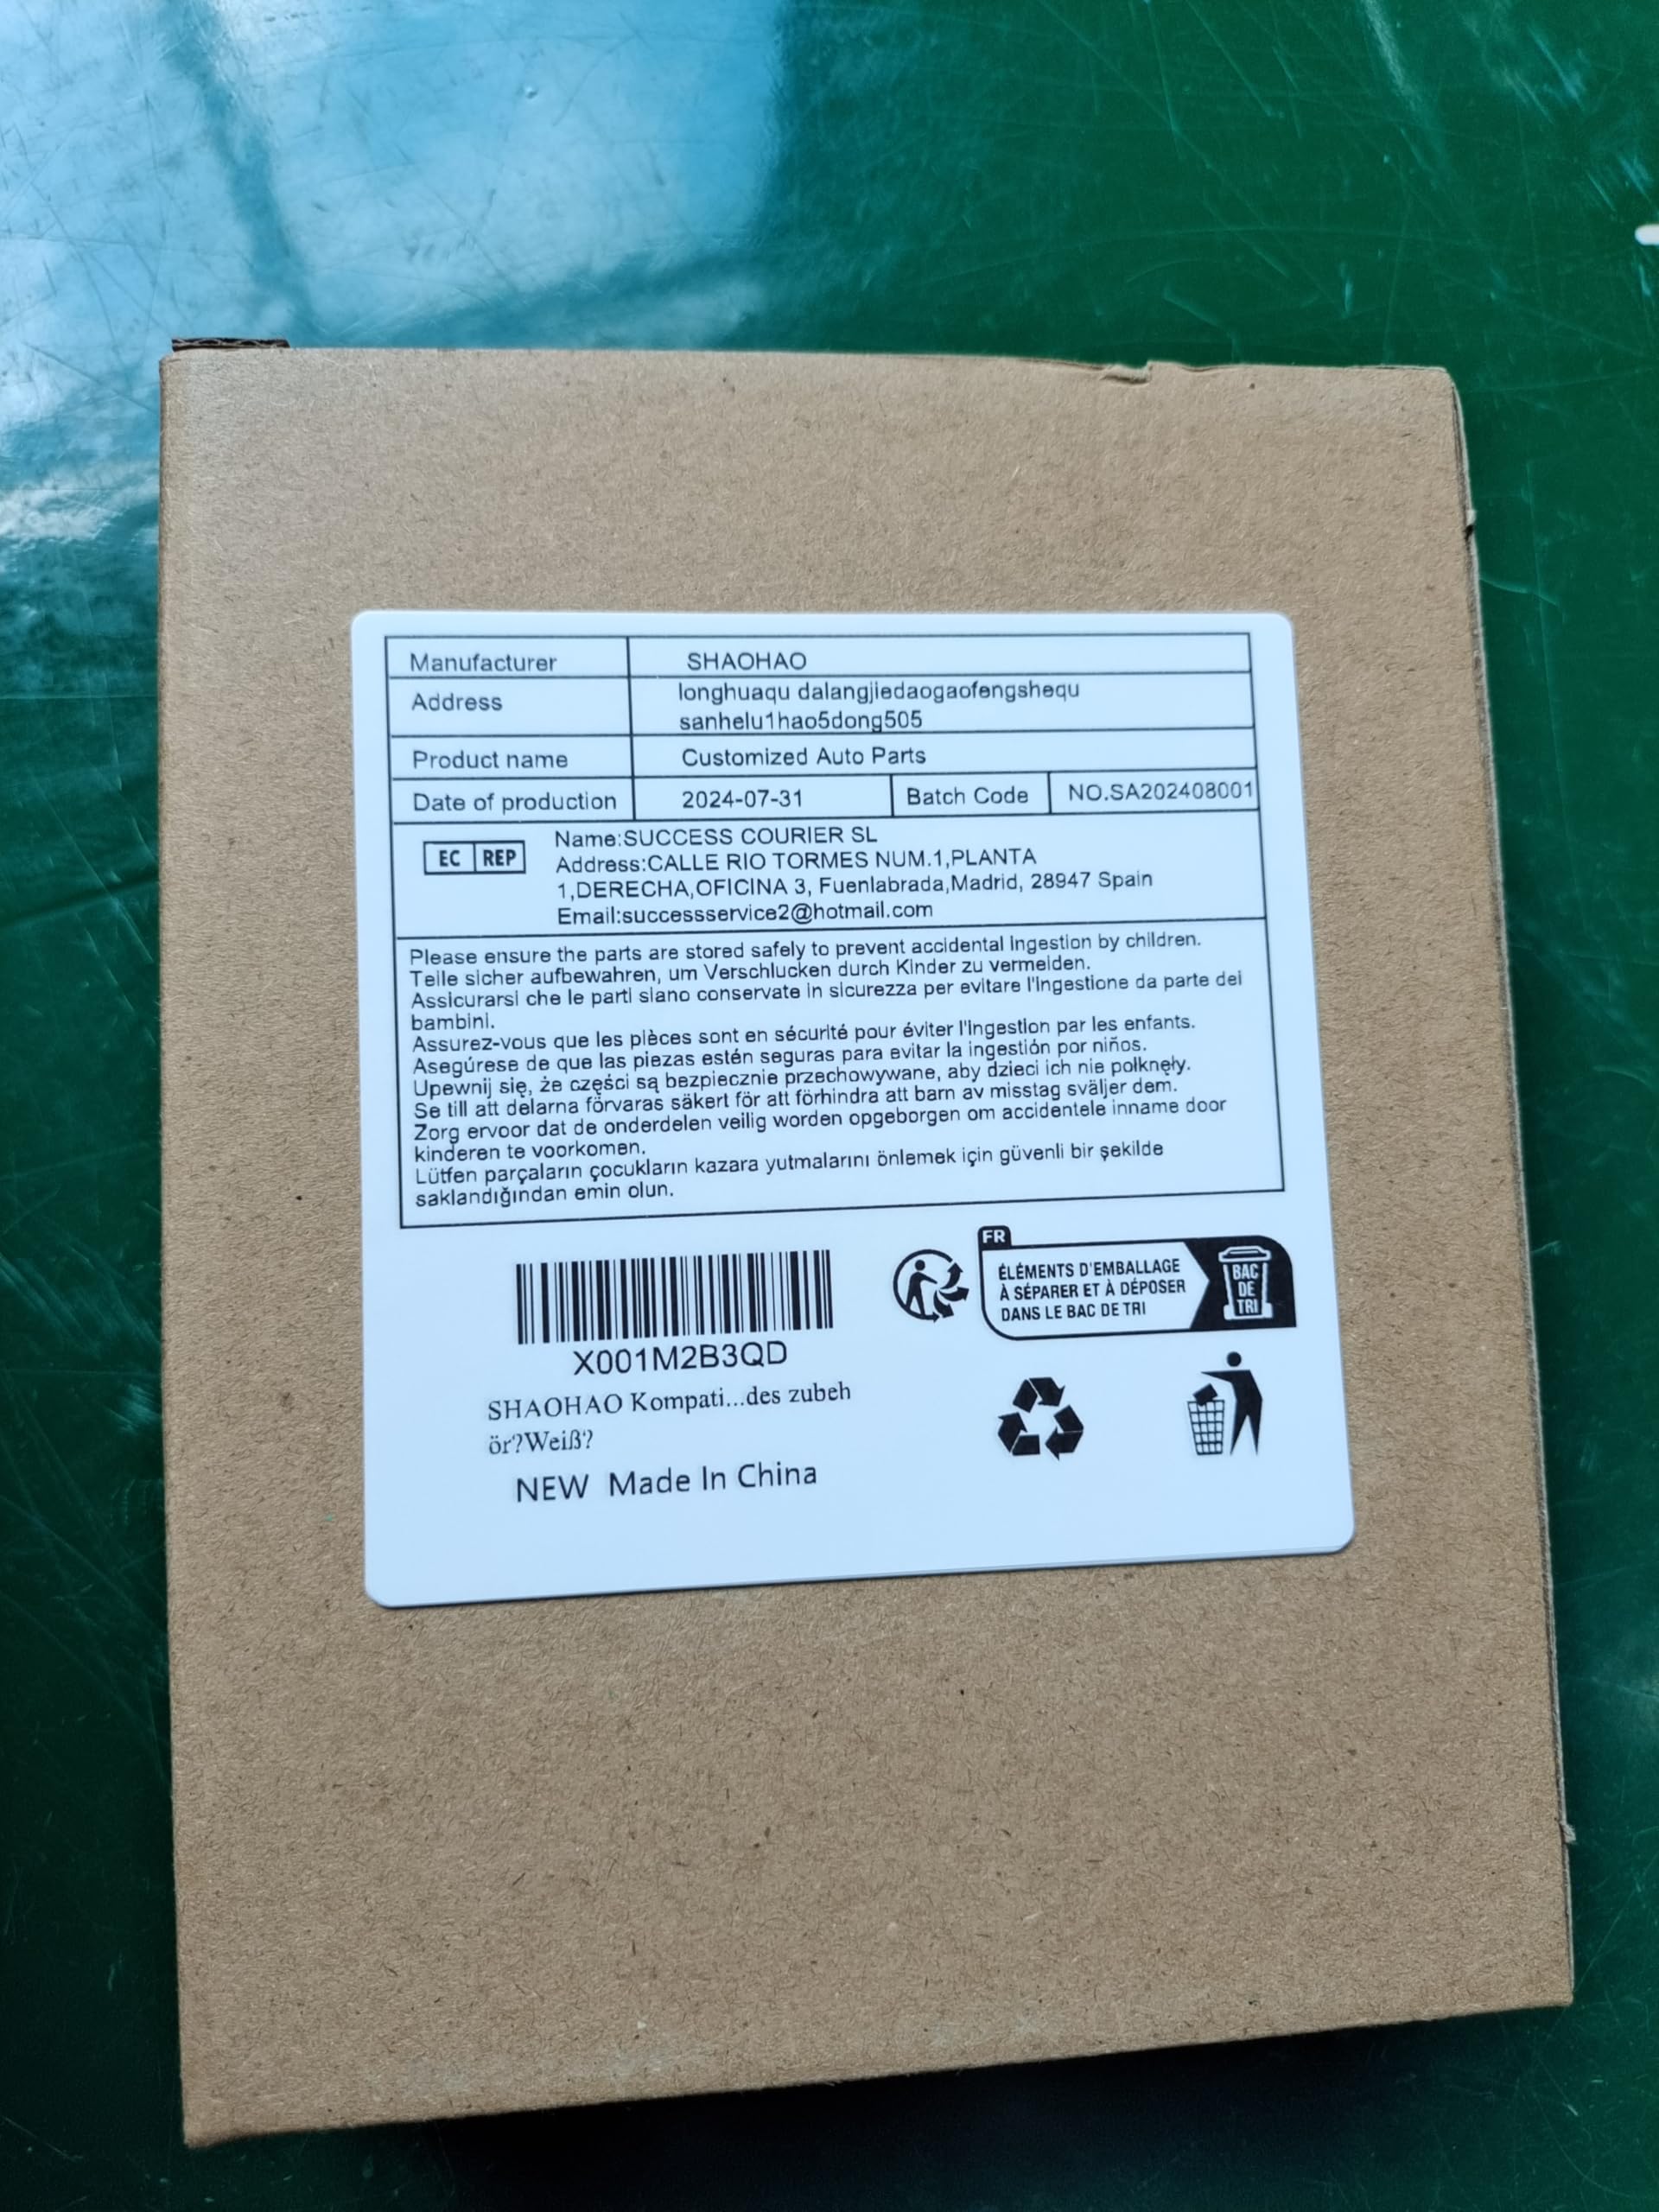 Manufacturer SHAOHAO
Address longhuaqu dalangjiedaogaofengshequ
sanhelu1hao5dong505
Product name Customized Auto Parts
Date of production 2024-07-31 Batch Code NO.SA202408001
EC REP
Name:SUCCESS COURIER SL
Address:CALLE RIO TORMES NUM.1,PLANTA
1,DERECHA,OFICINA 3, Fuenlabrada,Madrid, 28947 Spain
Email:successservice2@hotmail.com
Please ensure the parts are stored safely to prevent accidental ingestion by children.
Teile sicher aufbewahren, um Verschlucken durch Kinder zu vermeiden.
Assicurarsi che le parti siano conservate in sicurezza per evitare l'ingestione da parte dei
bambini.
Assurez-vous que les pièces sont en sécurité pour éviter l'ingestion par les enfants.
Asegúrese de que las piezas estén seguras para evitar la ingestión por niños.
Upewnij się, że części są bezpiecznie przechowywane, aby dzieci ich nie połknęły.
Se till att delarna förvaras säkert för att förhindra att barn av misstag sväljer dem.
Zorg ervoor dat de onderdelen veilig worden opgeborgen om accidentele inname door
kinderen te voorkomen.
Lütfen parçaların çocukların kazara yutmalarını önlemek için güvenli bir şekilde
saklandığından emin olun.
FR
ÉLÉMENTS D'EMBALLAGE
À SÉPARER ET À DÉPOSER
DANS LE BAC DE TRI
BAC
DE
TRI
X001M2B3QD
SHAOHAO Kompati...des zubeh
ör?Weiß?
NEW Made In China